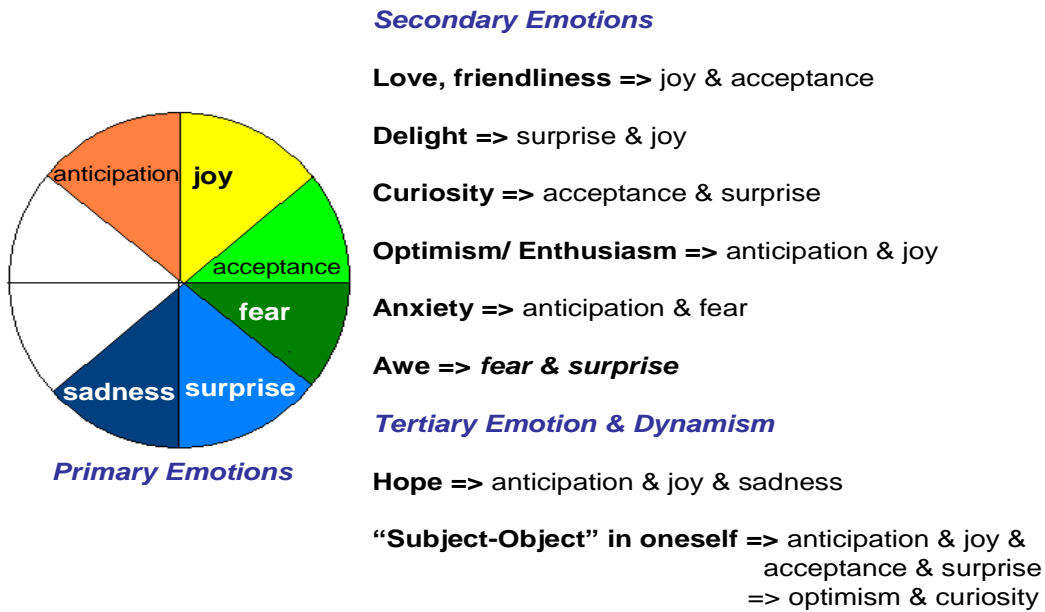 Secondary Emotions
Love, friendliness => joy & acceptance
Delight => surprise & joy
Curiosity => acceptance & surprise
Optimism/ Enthusiasm => anticipation & joy
Anxiety => anticipation & fear
Awe => fear & surprise
Tertiary Emotion & Dynamism
Hope => anticipation & joy & sadness
“Subject-Object” in oneself => anticipation & joy &
acceptance & surprise
=> optimism & curiosity
anticipation
joy
acceptance
fear
sadness
surprise
Primary Emotions